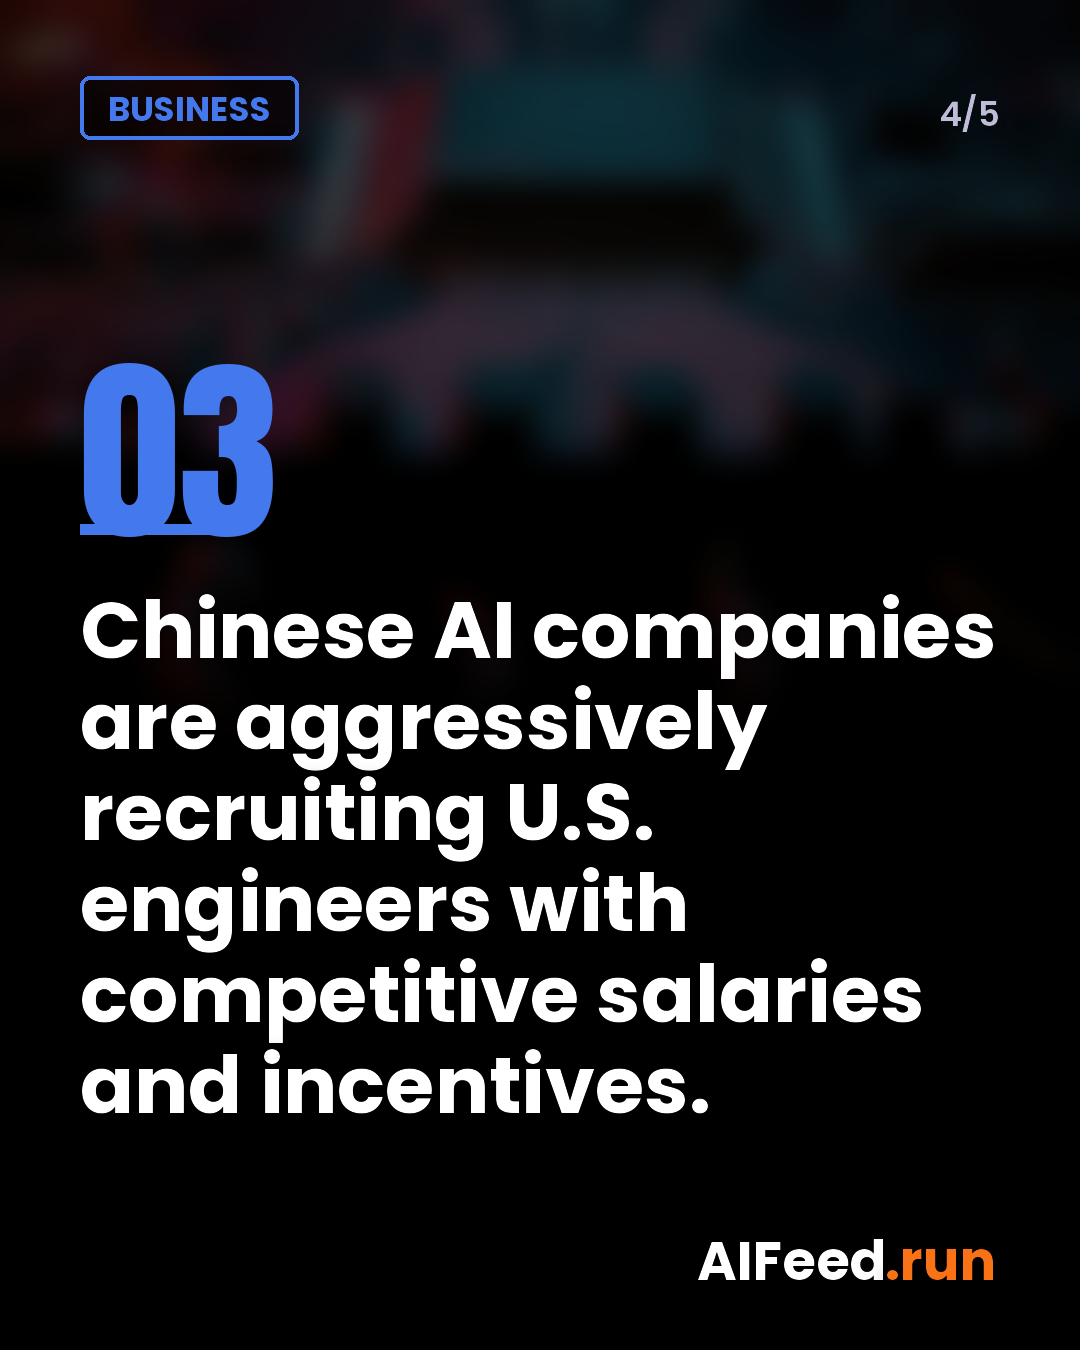 BUSINESS
4/5
03
Chinese AI companies
are aggressively
recruiting U.S.
engineers with
competitive salaries
and incentives.
AIFeed.run